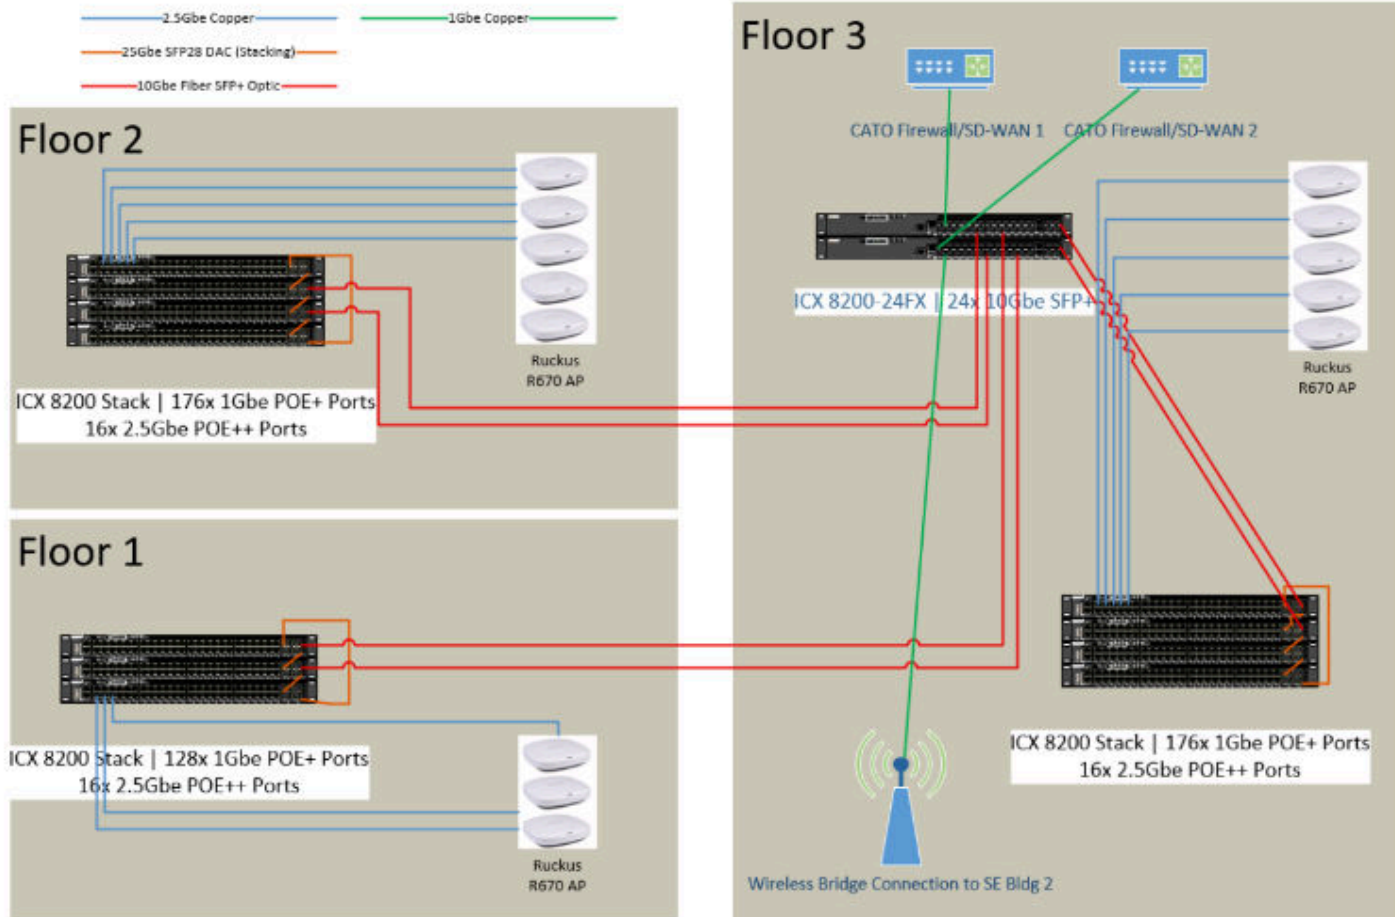 2.5Gbe Copper
1Gbe Copper
25Gbe SFP28 DAC (Stacking)
10Gbe Fiber SFP+ Optic
Floor 2
Ruckus
R670 AP
ICX 8200 Stack | 176x 1Gbe POE+ Ports
16x 2.5Gbe POE++ Ports
Floor 1
ICX 8200 Stack | 128x 1Gbe POE+ Ports
16x 2.5Gbe POE++ Ports
Ruckus
R670 AP
Floor 3
CATO Firewall/SD-WAN 1
CATO Firewall/SD-WAN 2
ICX 8200-24FX | 24x 10Gbe SFP+
Ruckus
R670 AP
ICX 8200 Stack | 176x 1Gbe POE+ Ports
16x 2.5Gbe POE++ Ports
Wireless Bridge Connection to SE Bldg 2